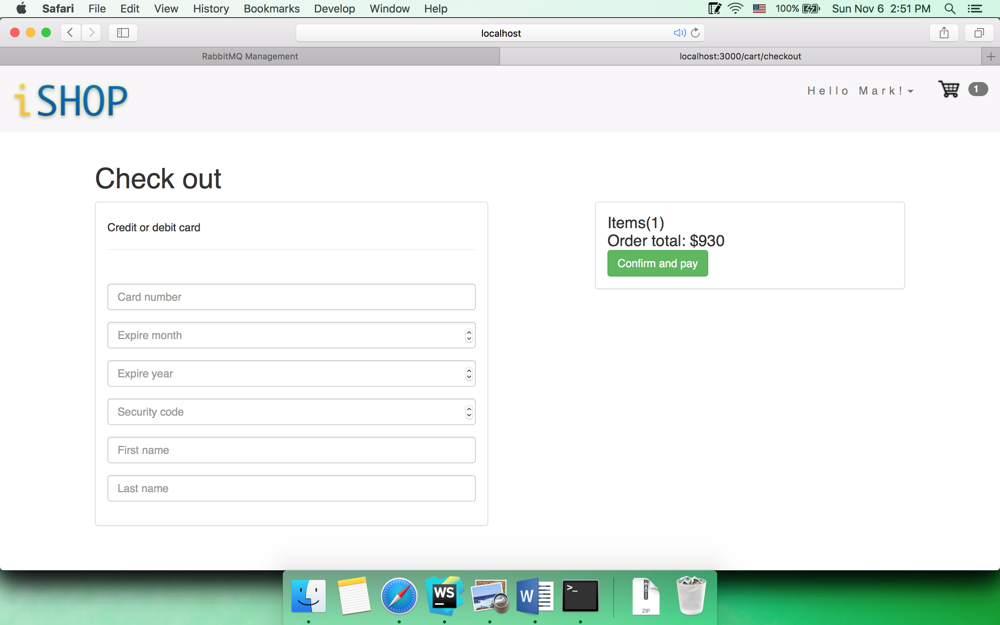 Safari File Edit View History Bookmarks Develop Window Help 100% Sun Nov 6 2:51 PM
localhost
RabbitMQ Management localhost:3000/cart/checkout
iSHOP Hello Mark! 1
Check out
Credit or debit card
Items(1)
Order total: $930
Confirm and pay
Card number
Expire month
Expire year
Security code
First name
Last name
WS
W
>_
ZIP